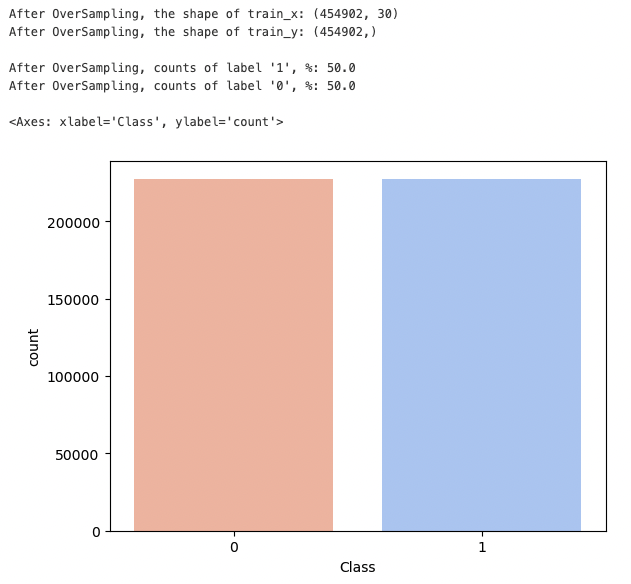 After OverSampling, the shape of train_x: (454902, 30)
After OverSampling, the shape of train_y: (454902,)
After OverSampling, counts of label '1', %: 50.0
After OverSampling, counts of label '0', %: 50.0
<Axes: xlabel='Class', ylabel='count'>
200000
150000
100000
50000
0
count
0 1
Class